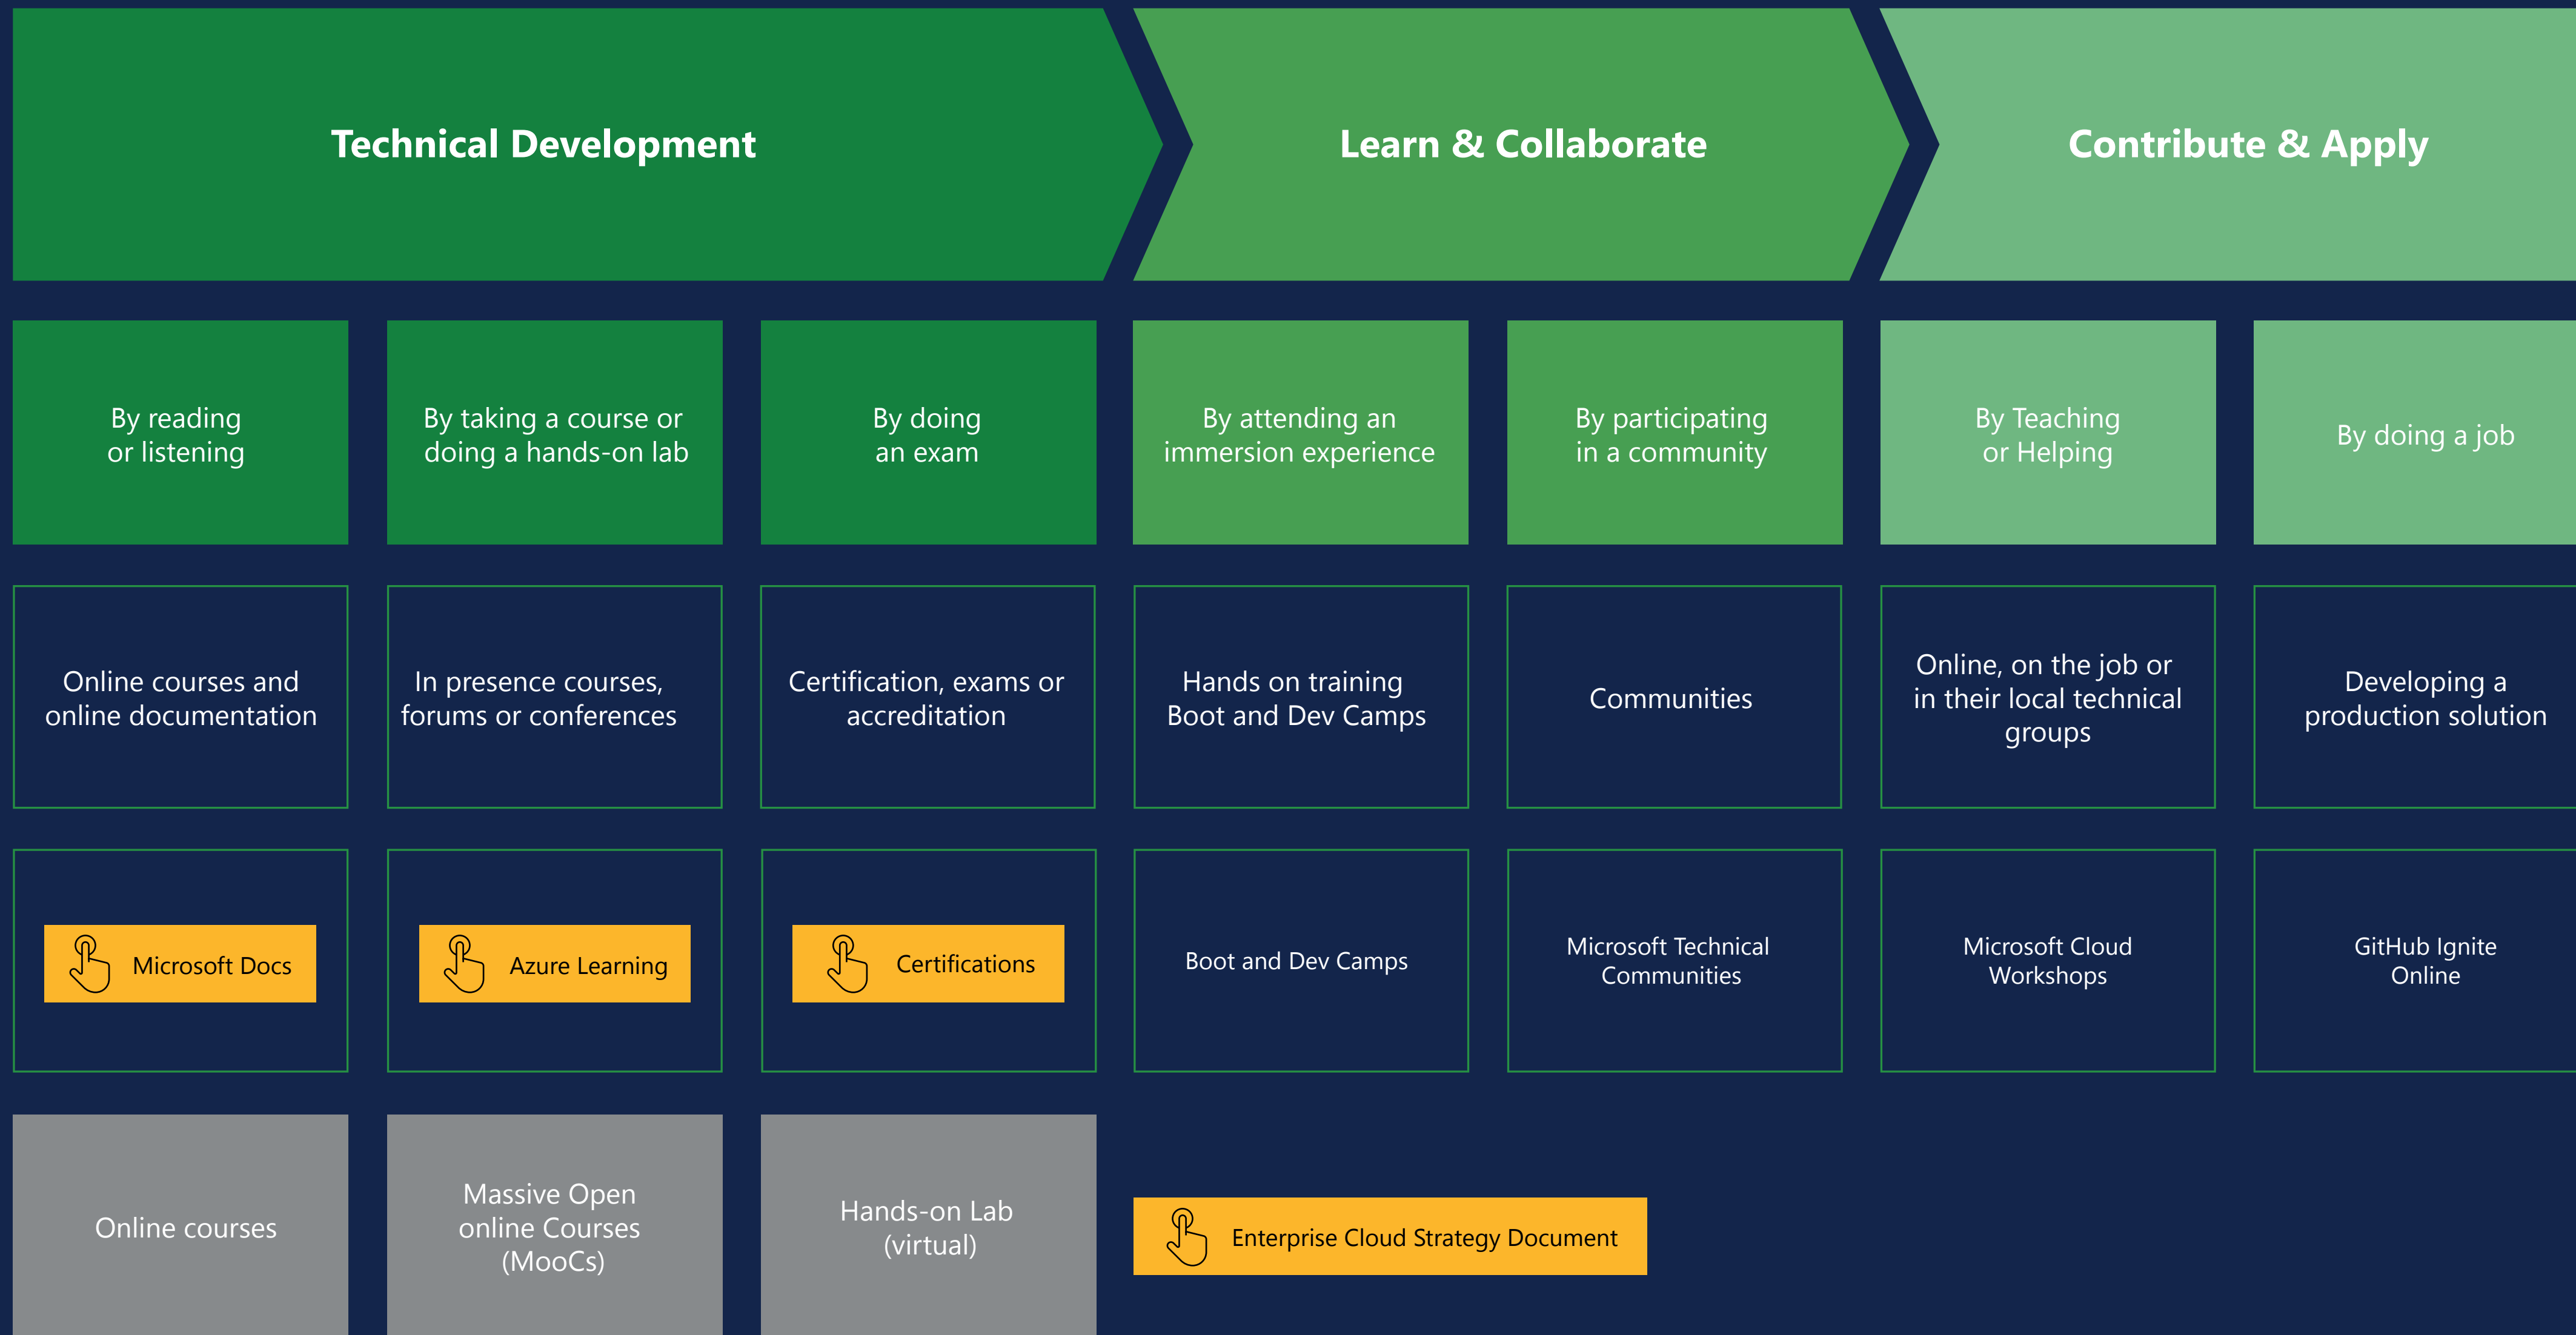 Technical Development
Learn & Collaborate
Contribute & Apply
By reading
or listening
By taking a course or
doing a hands-on lab
By doing
an exam
By attending an
immersion experience
By participating
in a community
By Teaching
or Helping
By doing a job
Online courses and
online documentation
In presence courses,
forums or conferences
Certification, exams or
accreditation
Hands on training
Boot and Dev Camps
Communities
Online, on the job or
in their local technical
groups
Developing a
production solution
Microsoft Docs
Azure Learning
Certifications
Boot and Dev Camps
Microsoft Technical
Communities
Microsoft Cloud
Workshops
GitHub Ignite
Online
Online courses
Massive Open
online Courses
(MooCs)
Hands-on Lab
(virtual)
Enterprise Cloud Strategy Document